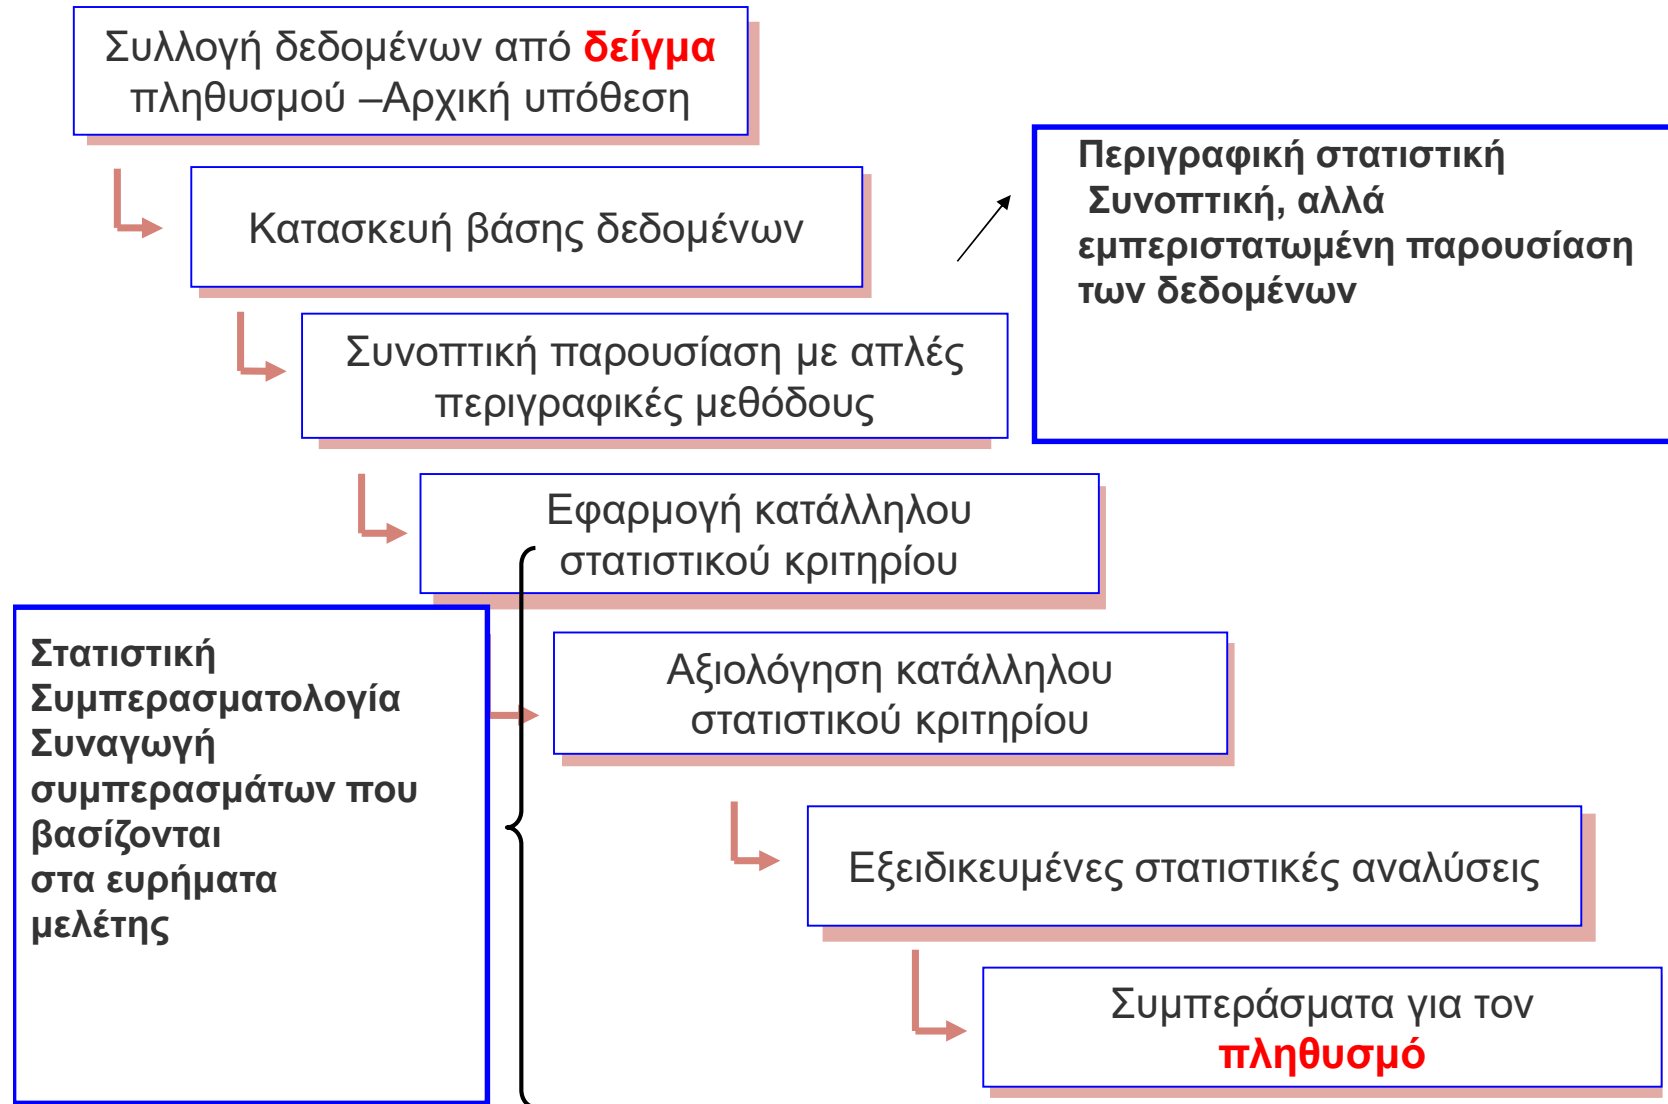 Συλλογή δεδομένων από δείγμα
πληθυσμού –Αρχική υπόθεση
Κατασκευή βάσης δεδομένων
Περιγραφική στατιστική
Συνοπτική, αλλά
εμπεριστατωμένη παρουσίαση
των δεδομένων
Συνοπτική παρουσίαση με απλές
περιγραφικές μεθόδους
Εφαρμογή κατάλληλου
στατιστικού κριτηρίου
Στατιστική
Συμπερασματολογία
Συναγωγή
συμπερασμάτων που
βασίζονται
στα ευρήματα
μελέτης
Αξιολόγηση κατάλληλου
στατιστικού κριτηρίου
Εξειδικευμένες στατιστικές αναλύσεις
Συμπεράσματα για τον
πληθυσμό